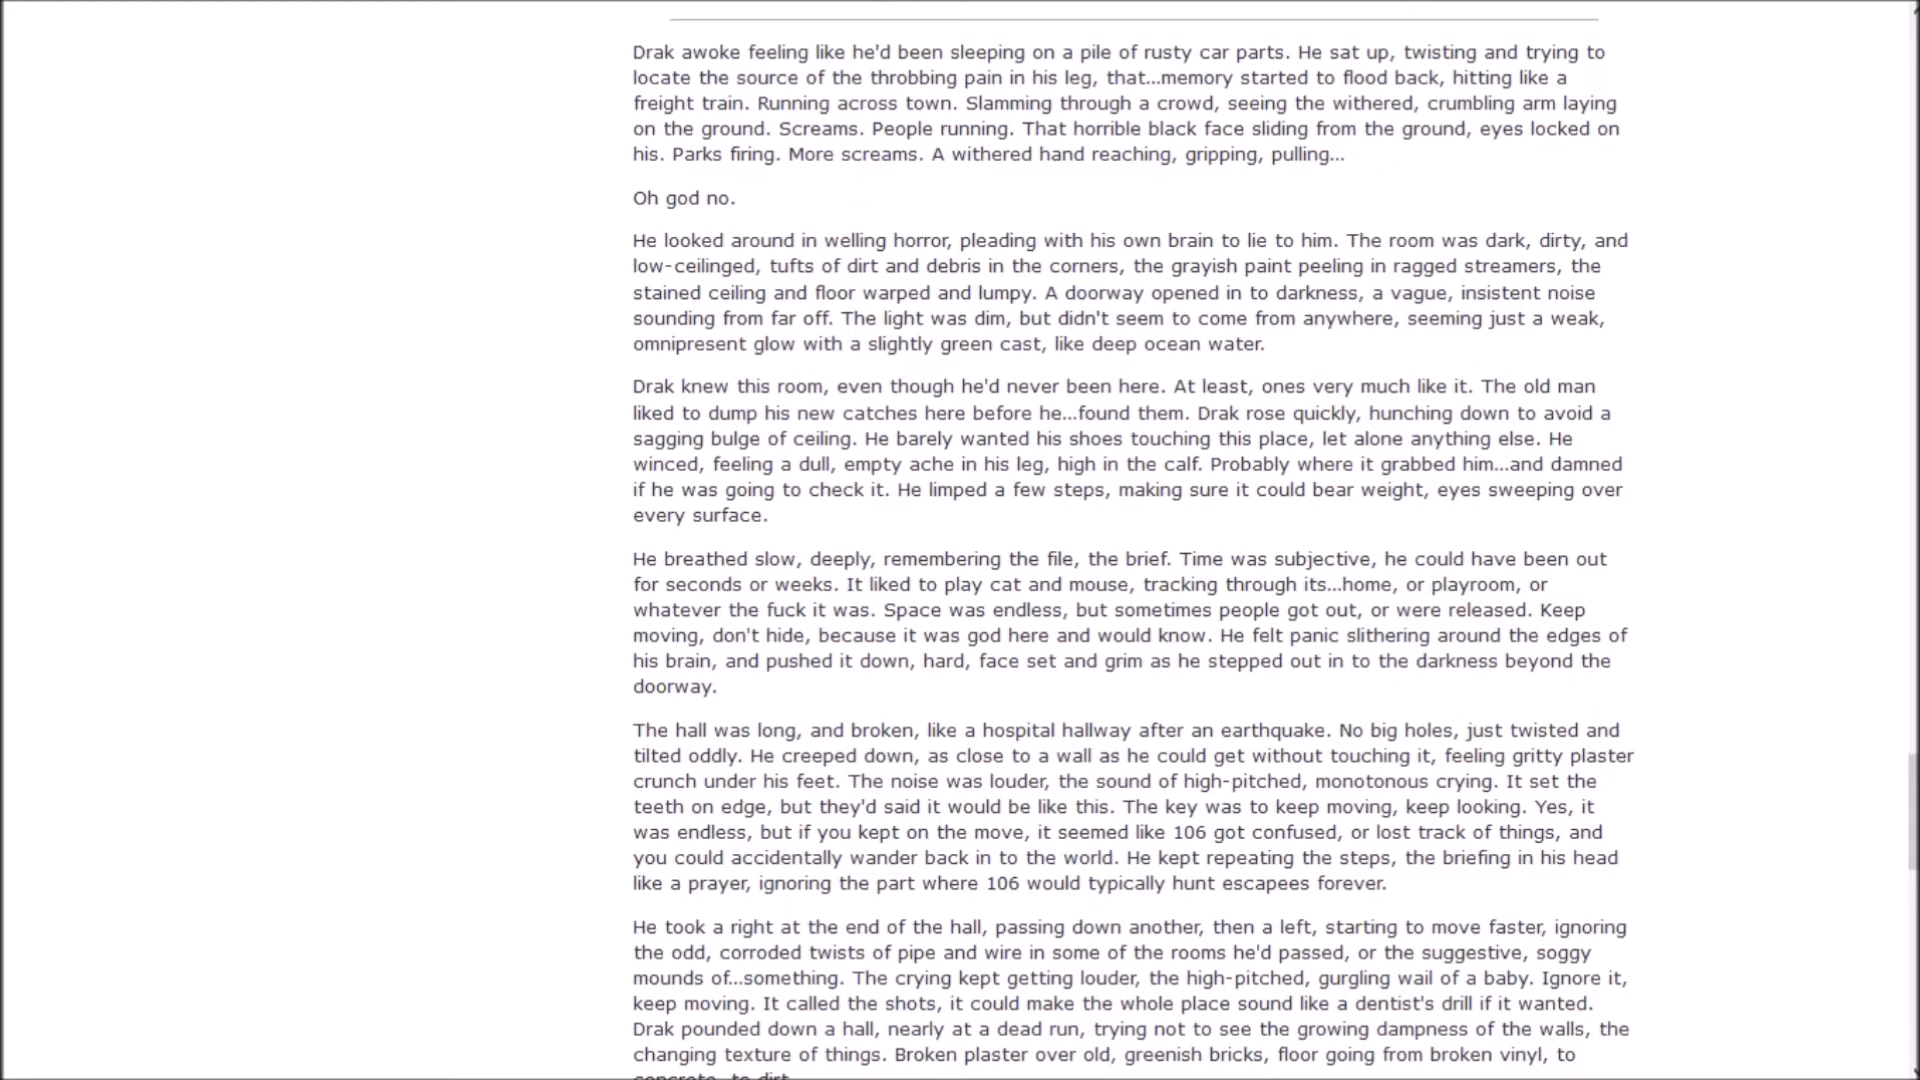 Drak awoke feeling like he'd been sleeping on a pile of rusty car parts. He sat up, twisting and trying to
locate the source of the throbbing pain in his leg, that...memory started to flood back, hitting like a
freight train. Running across town. Slamming through a crowd, seeing the withered, crumbling arm laying
on the ground. Screams. People running. That horrible black face sliding from the ground, eyes locked on
his. Parks firing. More screams. A withered hand reaching, gripping, pulling...
Oh god no.
He looked around in welling horror, pleading with his own brain to lie to him. The room was dark, dirty, and
low-ceilinged, tufts of dirt and debris in the corners, the grayish paint peeling in ragged streamers, the
stained ceiling and floor warped and lumpy. A doorway opened in to darkness, a vague, insistent noise
sounding from far off. The light was dim, but didn't seem to come from anywhere, seeming just a weak,
omnipresent glow with a slightly green cast, like deep ocean water.
Drak knew this room, even though he'd never been here. At least, ones very much like it. The old man
liked to dump his new catches here before he...found them. Drak rose quickly, hunching down to avoid a
sagging bulge of ceiling. He barely wanted his shoes touching this place, let alone anything else. He
winced, feeling a dull, empty ache in his leg, high in the calf. Probably where it grabbed him...and damned
if he was going to check it. He limped a few steps, making sure it could bear weight, eyes sweeping over
every surface.
He breathed slow, deeply, remembering the file, the brief. Time was subjective, he could have been out
for seconds or weeks. It liked to play cat and mouse, tracking through its...home, or playroom, or
whatever the fuck it was. Space was endless, but sometimes people got out, or were released. Keep
moving, don't hide, because it was god here and would know. He felt panic slithering around the edges of
his brain, and pushed it down, hard, face set and grim as he stepped out in to the darkness beyond the
doorway.
The hall was long, and broken, like a hospital hallway after an earthquake. No big holes, just twisted and
tilted oddly. He creeped down, as close to a wall as he could get without touching it, feeling gritty plaster
crunch under his feet. The noise was louder, the sound of high-pitched, monotonous crying. It set the
teeth on edge, but they'd said it would be like this. The key was to keep moving, keep looking. Yes, it
was endless, but if you kept on the move, it seemed like 106 got confused, or lost track of things, and
you could accidentally wander back in to the world. He kept repeating the steps, the briefing in his head
like a prayer, ignoring the part where 106 would typically hunt escapees forever.
He took a right at the end of the hall, passing down another, then a left, starting to move faster, ignoring
the odd, corroded twists of pipe and wire in some of the rooms he'd passed, or the suggestive, soggy
mounds of...something. The crying kept getting louder, the high-pitched, gurgling wail of a baby. Ignore it,
keep moving. It called the shots, it could make the whole place sound like a dentist's drill if it wanted.
Drak pounded down a hall, nearly at a dead run, trying not to see the growing dampness of the walls, the
changing texture of things. Broken plaster over old, greenish bricks, floor going from broken vinyl, to
concrete, to dirt